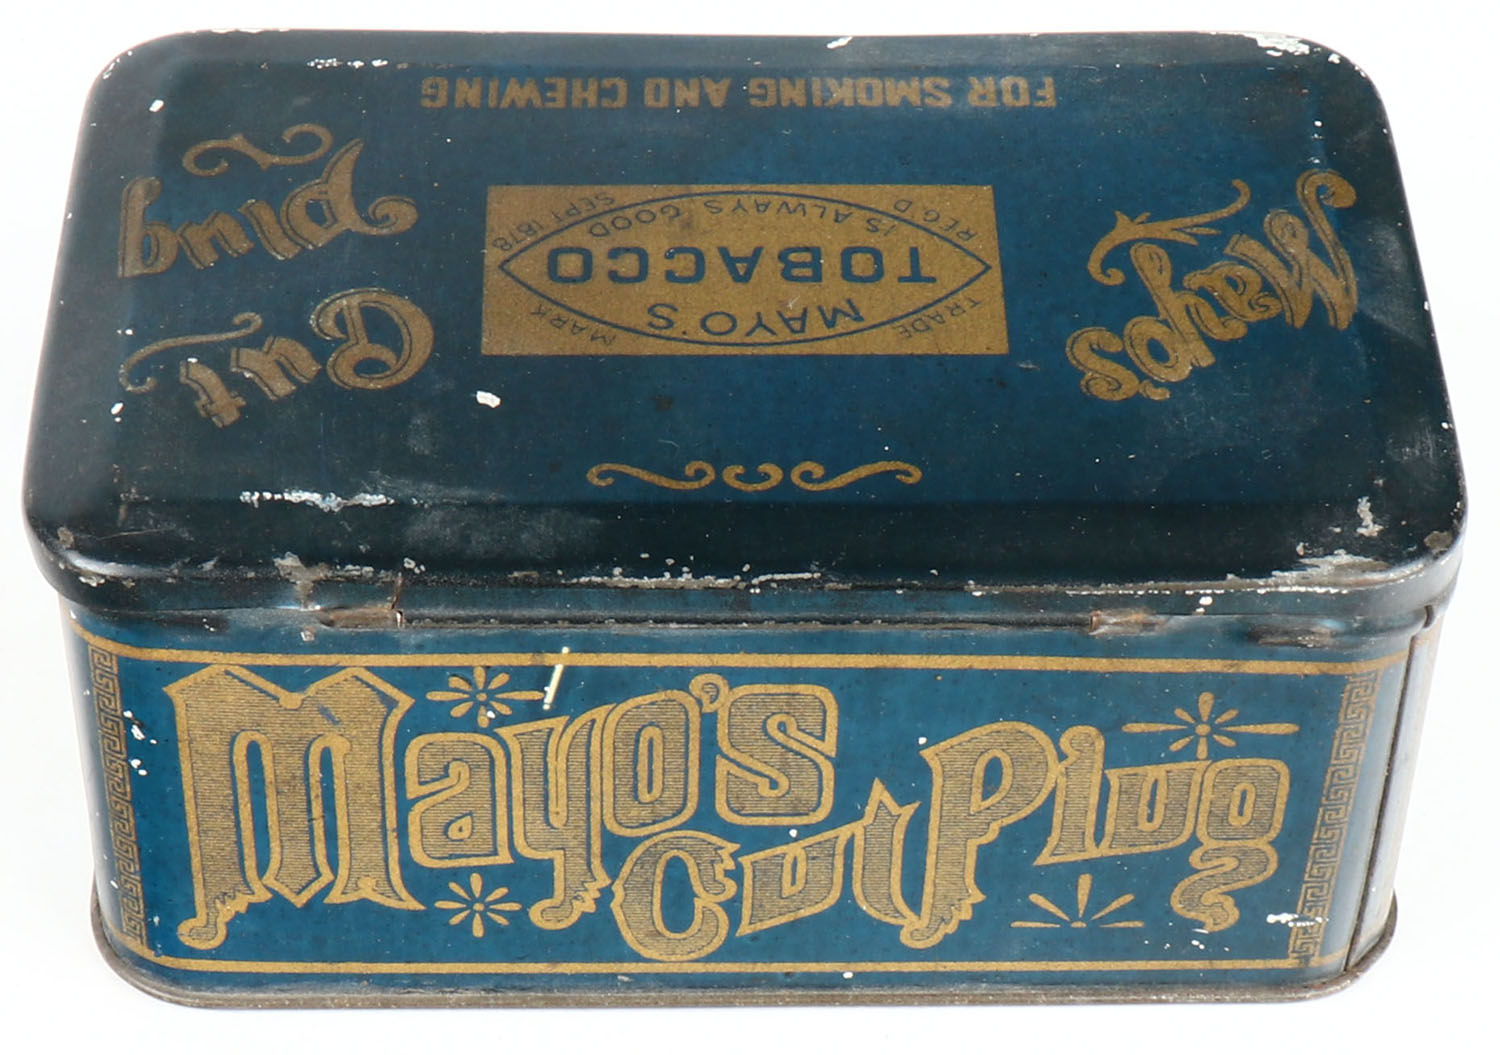 Mayo's
Cut
Plug
TRADE MARK
MAYO'S
TOBACCO
IS ALWAYS GOOD
REG'D SEPT 1878
FOR SMOKING AND CHEWING
Mayo's
Cut Plug